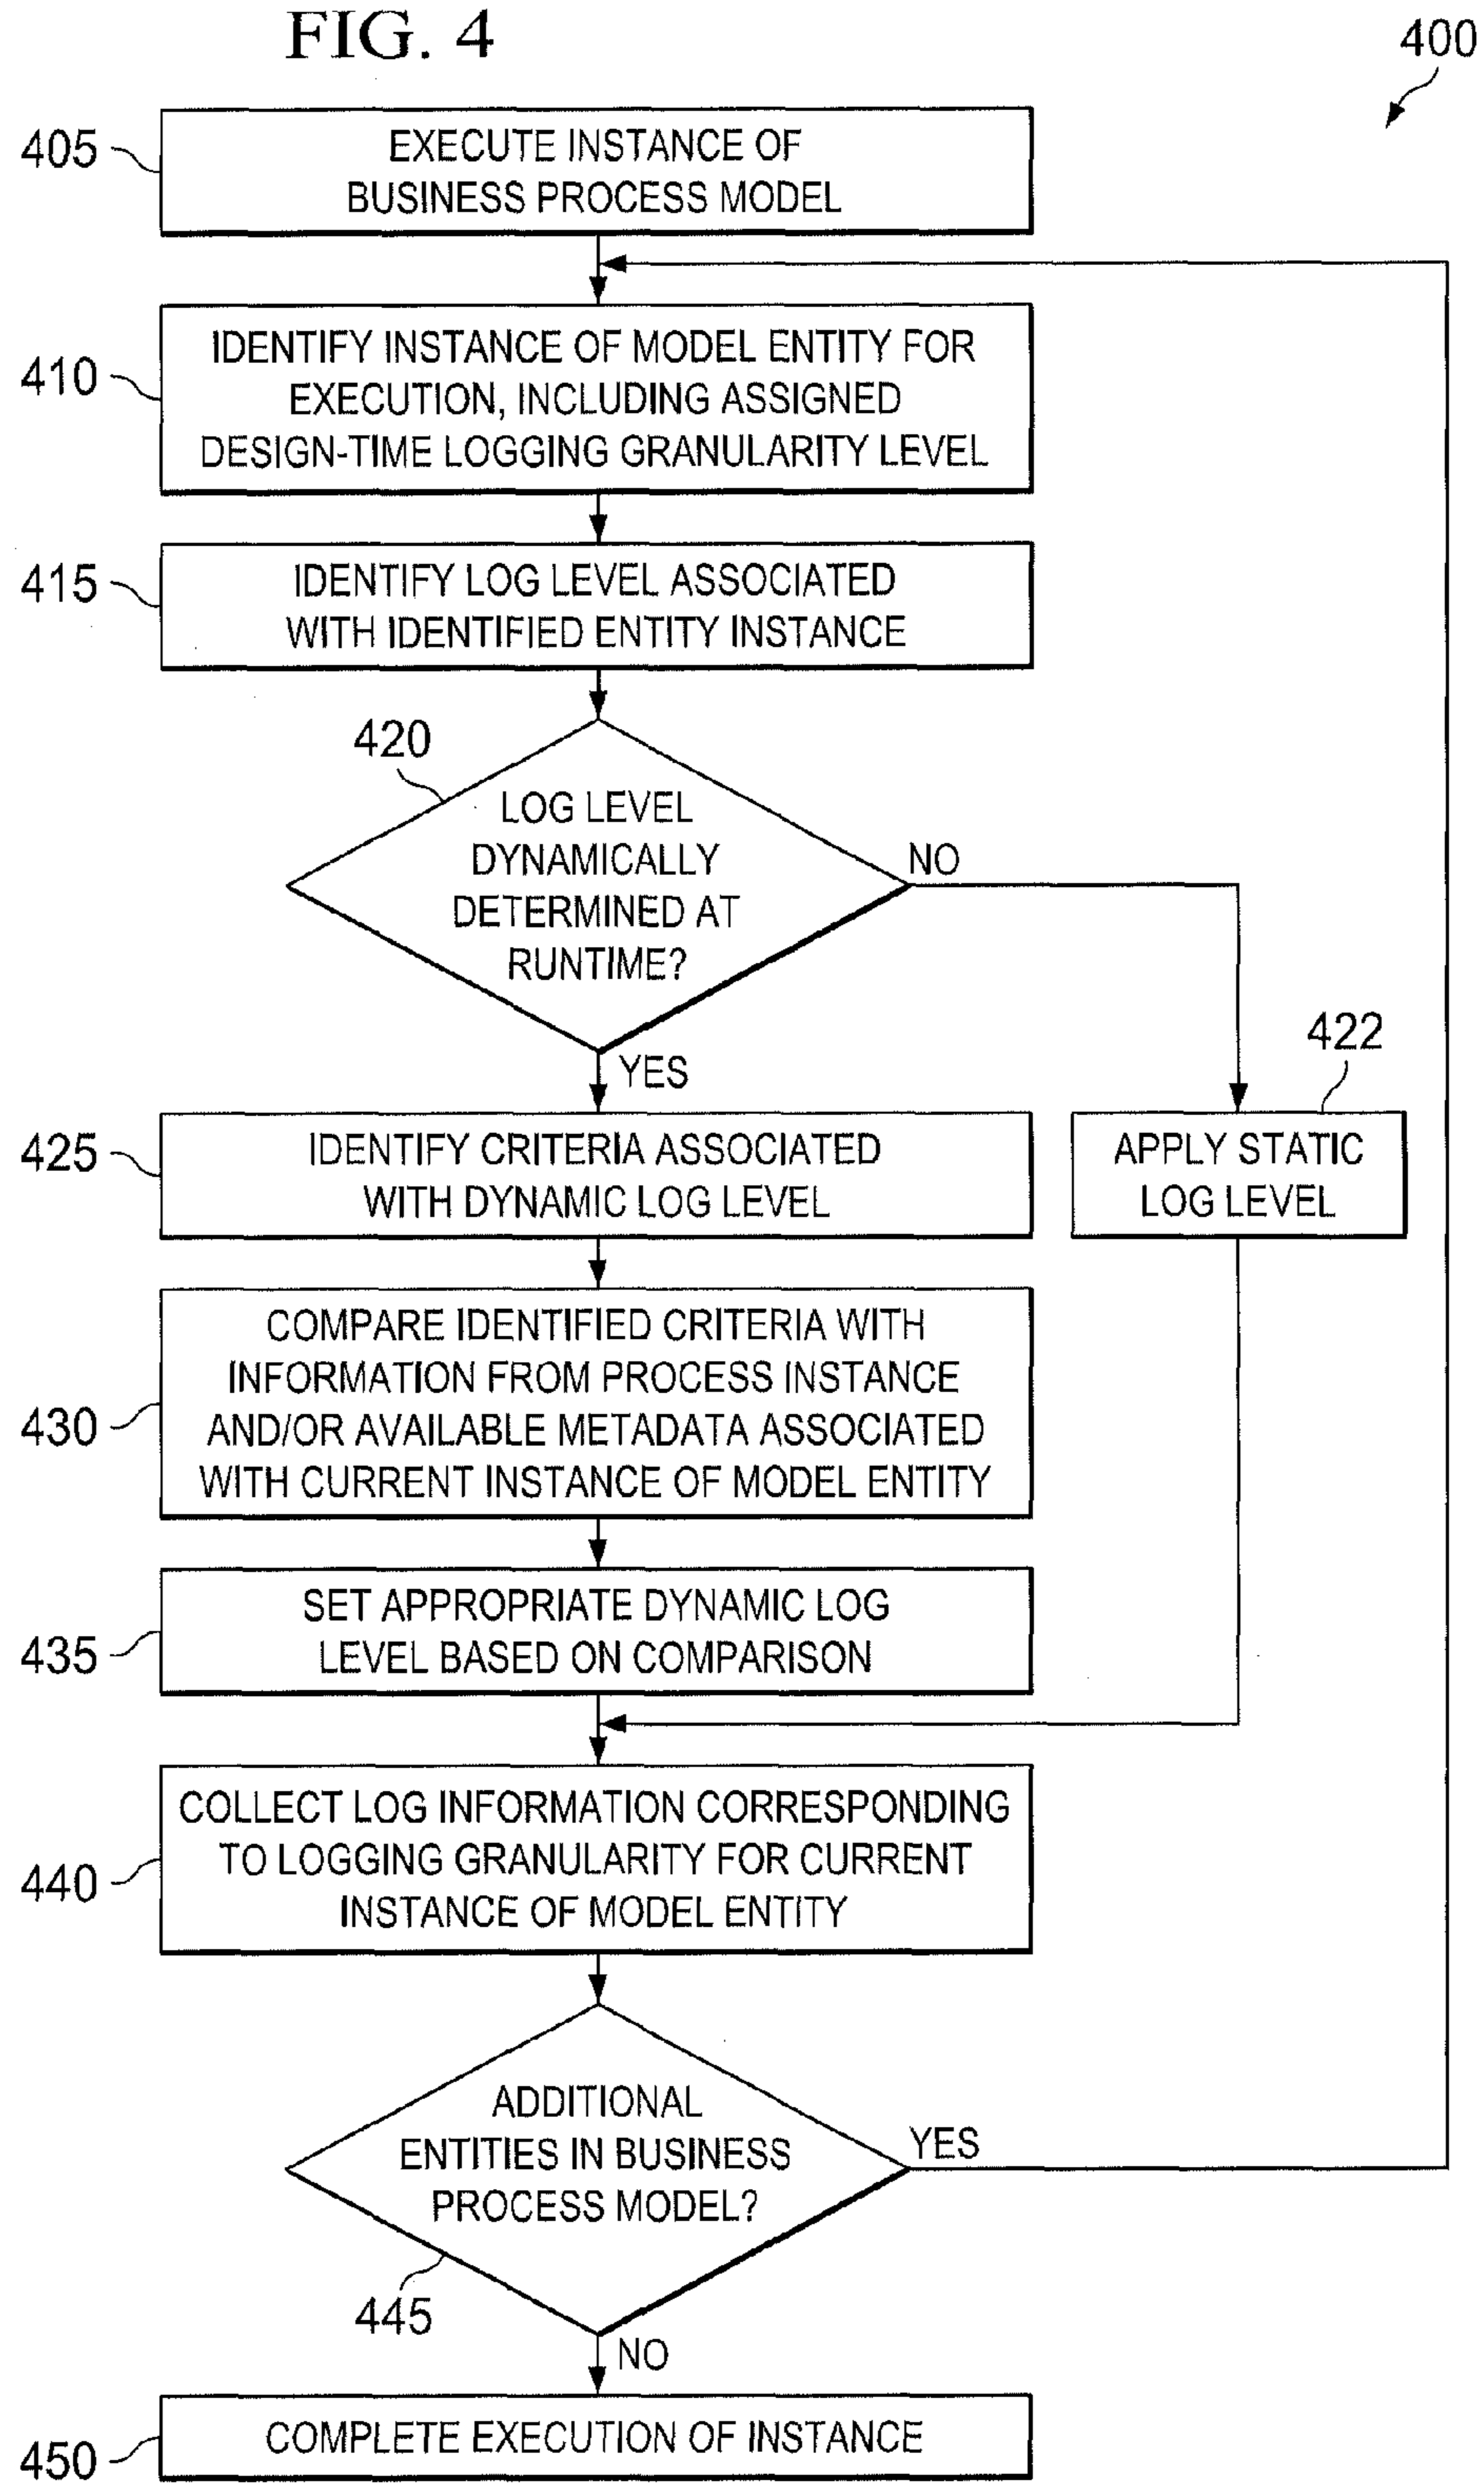 FIG. 4
400
405
EXECUTE INSTANCE OF
BUSINESS PROCESS MODEL
410
IDENTIFY INSTANCE OF MODEL ENTITY FOR
EXECUTION, INCLUDING ASSIGNED
DESIGN-TIME LOGGING GRANULARITY LEVEL
415
IDENTIFY LOG LEVEL ASSOCIATED
WITH IDENTIFIED ENTITY INSTANCE
420
LOG LEVEL
DYNAMICALLY
DETERMINED AT
RUNTIME?
NO
YES
422
APPLY STATIC
LOG LEVEL
425
IDENTIFY CRITERIA ASSOCIATED
WITH DYNAMIC LOG LEVEL
430
COMPARE IDENTIFIED CRITERIA WITH
INFORMATION FROM PROCESS INSTANCE
AND/OR AVAILABLE METADATA ASSOCIATED
WITH CURRENT INSTANCE OF MODEL ENTITY
435
SET APPROPRIATE DYNAMIC LOG
LEVEL BASED ON COMPARISON
440
COLLECT LOG INFORMATION CORRESPONDING
TO LOGGING GRANULARITY FOR CURRENT
INSTANCE OF MODEL ENTITY
ADDITIONAL
ENTITIES IN BUSINESS
PROCESS MODEL?
YES
445
NO
450
COMPLETE EXECUTION OF INSTANCE